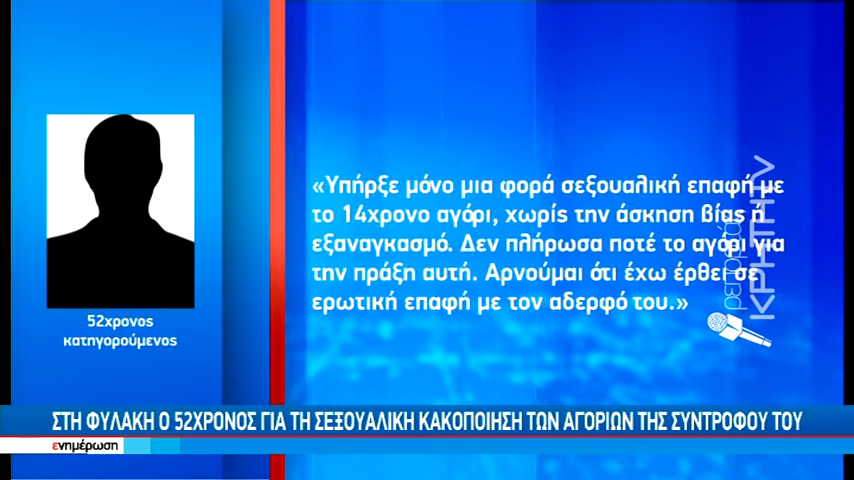 «Υπήρξε μόνο μια φορά σεξουαλική επαφή με
το 14χρονο αγόρι, χωρίς την άσκηση βίας ή
εξαναγκασμό. Δεν πλήρωσα ποτέ το αγόρι για
την πράξη αυτή. Αρνούμαι ότι έχω έρθει σε
ερωτική επαφή με τον αδερφό του.»
ρεπορτάζ
ΚΡΗΤΗTV
52χρονος
κατηγορούμενος
ΣΤΗ ΦΥΛΑΚΗ Ο 52ΧΡΟΝΟΣ ΓΙΑ ΤΗ ΣΕΞΟΥΑΛΙΚΗ ΚΑΚΟΠΟΙΗΣΗ ΤΩΝ ΑΓΟΡΙΩΝ ΤΗΣ ΣΥΝΤΡΟΦΟΥ ΤΟΥ
ενημέρωση